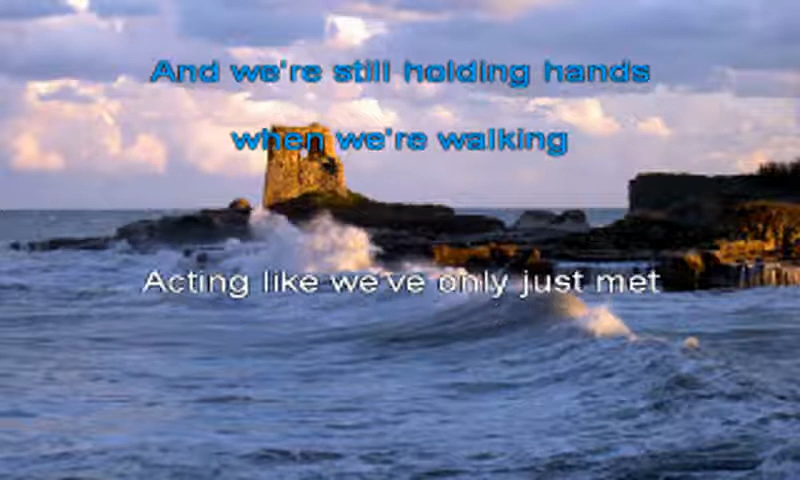 And we're still holding hands
when we're walking
Acting like we've only just met